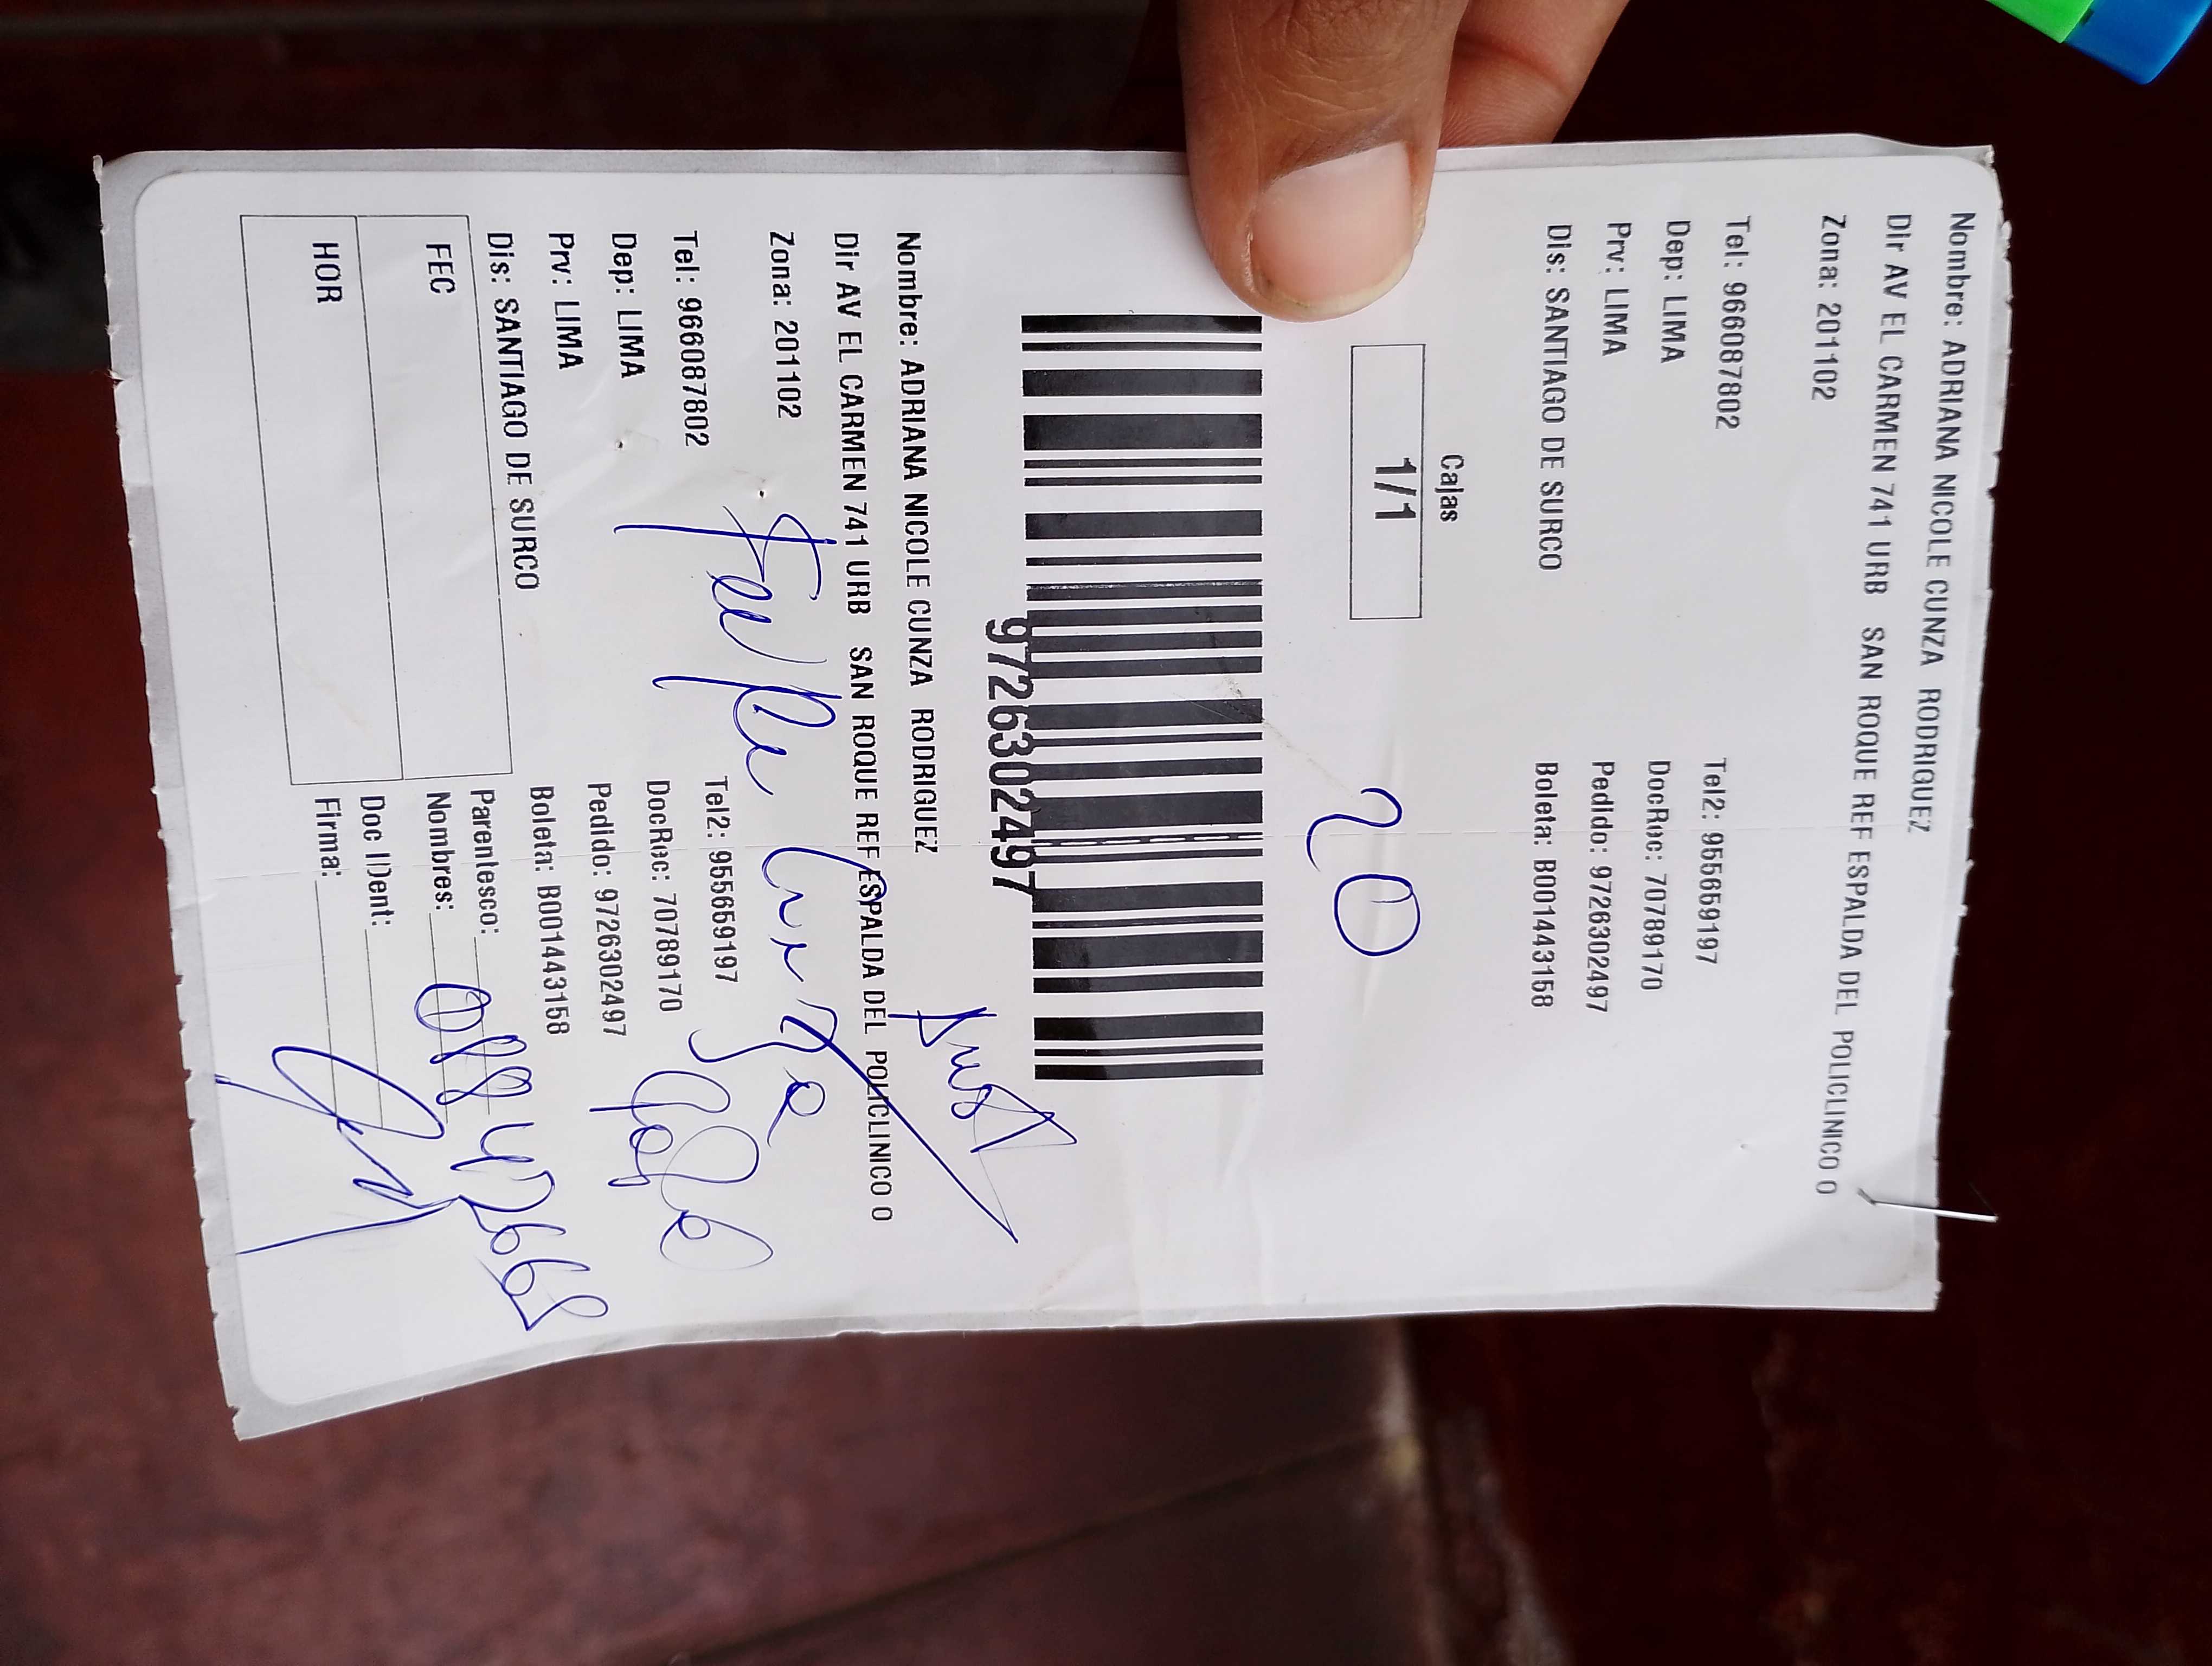 Nombre: ADRIANA NICOLE CUNZA RODRIGUEZ
Dir AV EL CARMEN 741 URB SAN ROQUE REF ESPALDA DEL POLICLINICO O
Zona: 201102
Tel: 966087802 Tel2: 955659197
Dep: LIMA DocRec: 70789170
Prv: LIMA Pedido: 9726302497
Dis: SANTIAGO DE SURCO Boleta: B001443158
Cajas
1/1
20
9726302497
Nombre: ADRIANA NICOLE CUNZA RODRIGUEZ
Dir AV EL CARMEN 741 URB SAN ROQUE REF ESPALDA DEL POLICLINICO O
Zona: 201102
Tel: 966087802 Tel2: 955659197
Dep: LIMA DocRec: 70789170
Prv: LIMA Pedido: 9726302497
Dis: SANTIAGO DE SURCO Boleta: B001443158
FEC Parentesco:
Nombres:
HOR Doc IDent:
Firma: